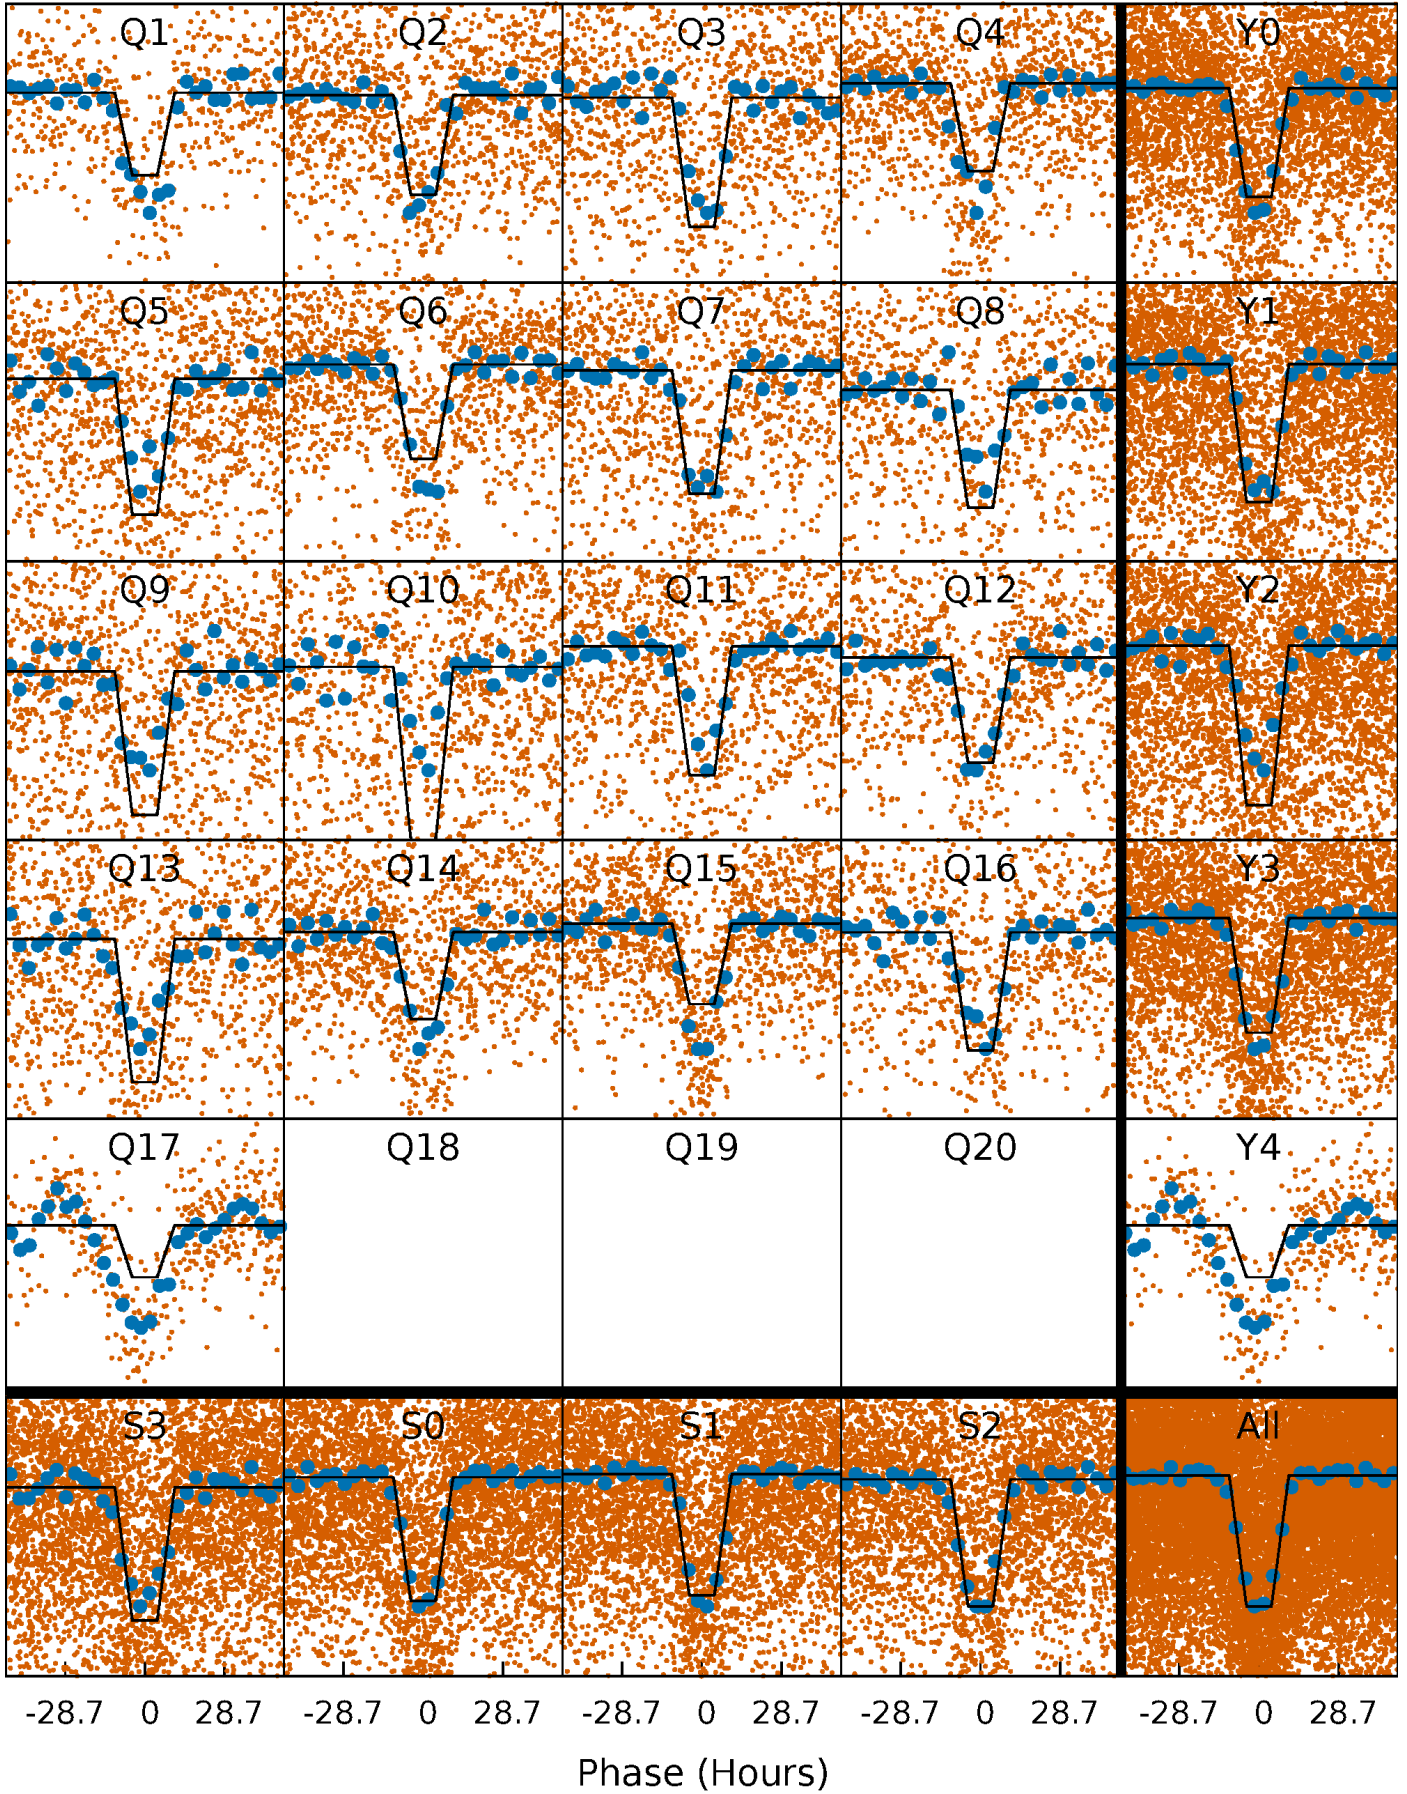 Q1 Q2 Q3 Q4 Y0
Q5 Q6 Q7 Q8 Y1
Q9 Q10 Q11 Q12 Y2
Q13 Q14 Q15 Q16 Y3
Q17 Q18 Q19 Q20 Y4
S3 S0 S1 S2 All
-28.7 0 28.7 -28.7 0 28.7 -28.7 0 28.7 -28.7 0 28.7 -28.7 0 28.7
Phase (Hours)